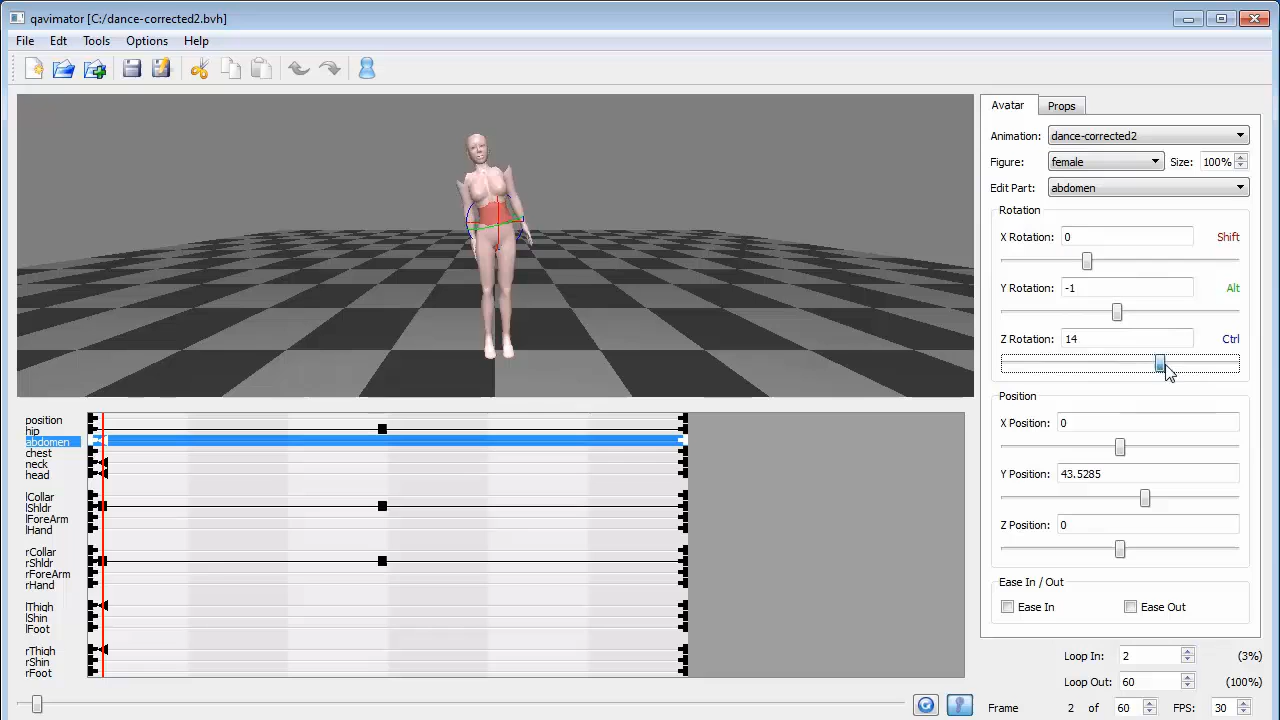 qavimator [C:/dance-corrected2.bvh]
File Edit Tools Options Help
Avatar Props
Animation: dance-corrected2
Figure: female Size: 100%
Edit Part: abdomen
Rotation
X Rotation: 0 Shift
Y Rotation: -1 Alt
Z Rotation: 14 Ctrl
Position
X Position: 0
Y Position: 43.5285
Z Position: 0
Ease In / Out
Ease In Ease Out
position
hip
abdomen
chest
neck
head
lCollar
lShldr
lForeArm
lHand
rCollar
rShldr
rForeArm
rHand
lThigh
lShin
lFoot
rThigh
rShin
rFoot
Loop In: 2 (3%)
Loop Out: 60 (100%)
Frame 2 of 60 FPS: 30